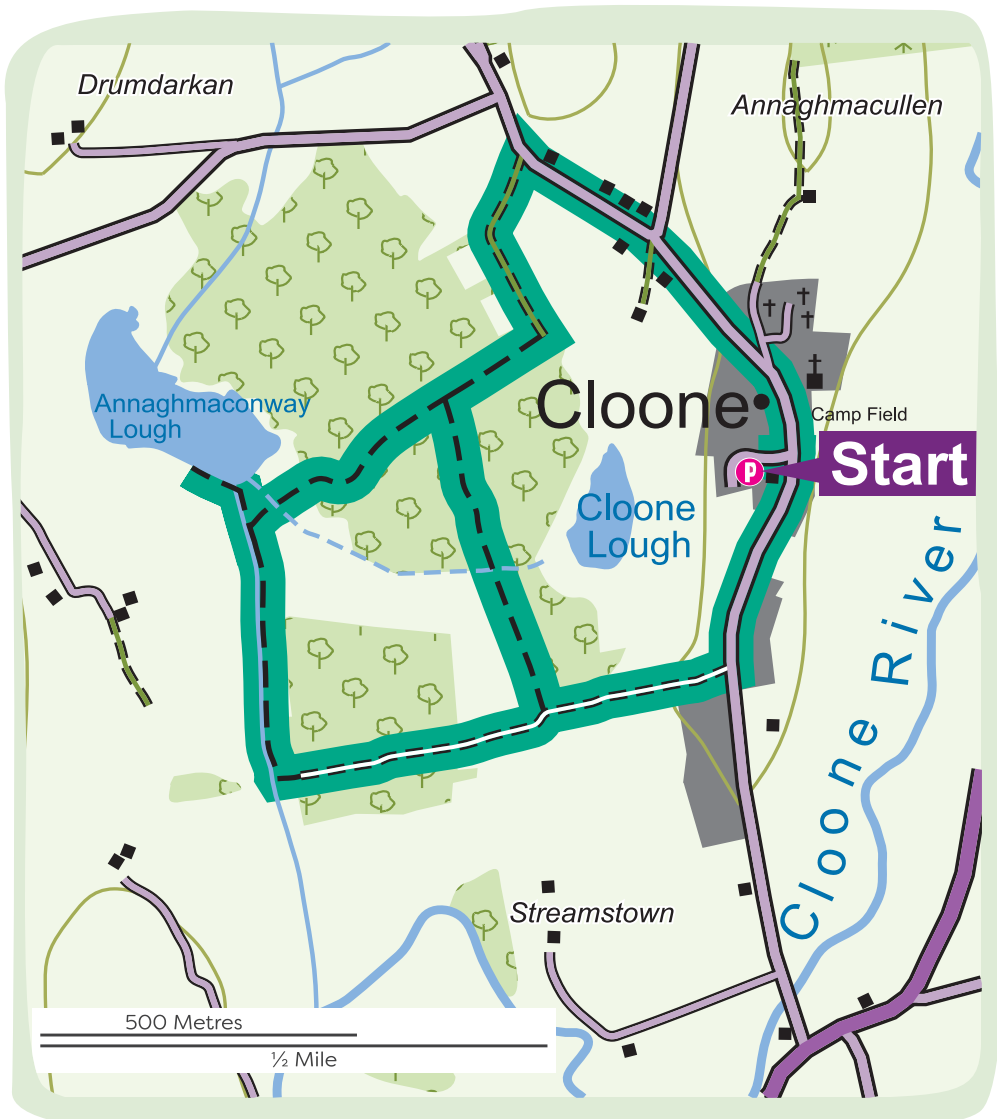 Drumdarkan
Annaghmacullen
Annaghmaconway
Lough
Cloone
Camp Field
P
Start
Cloone
Lough
Cloone River
Streamstown
500 Metres
½ Mile